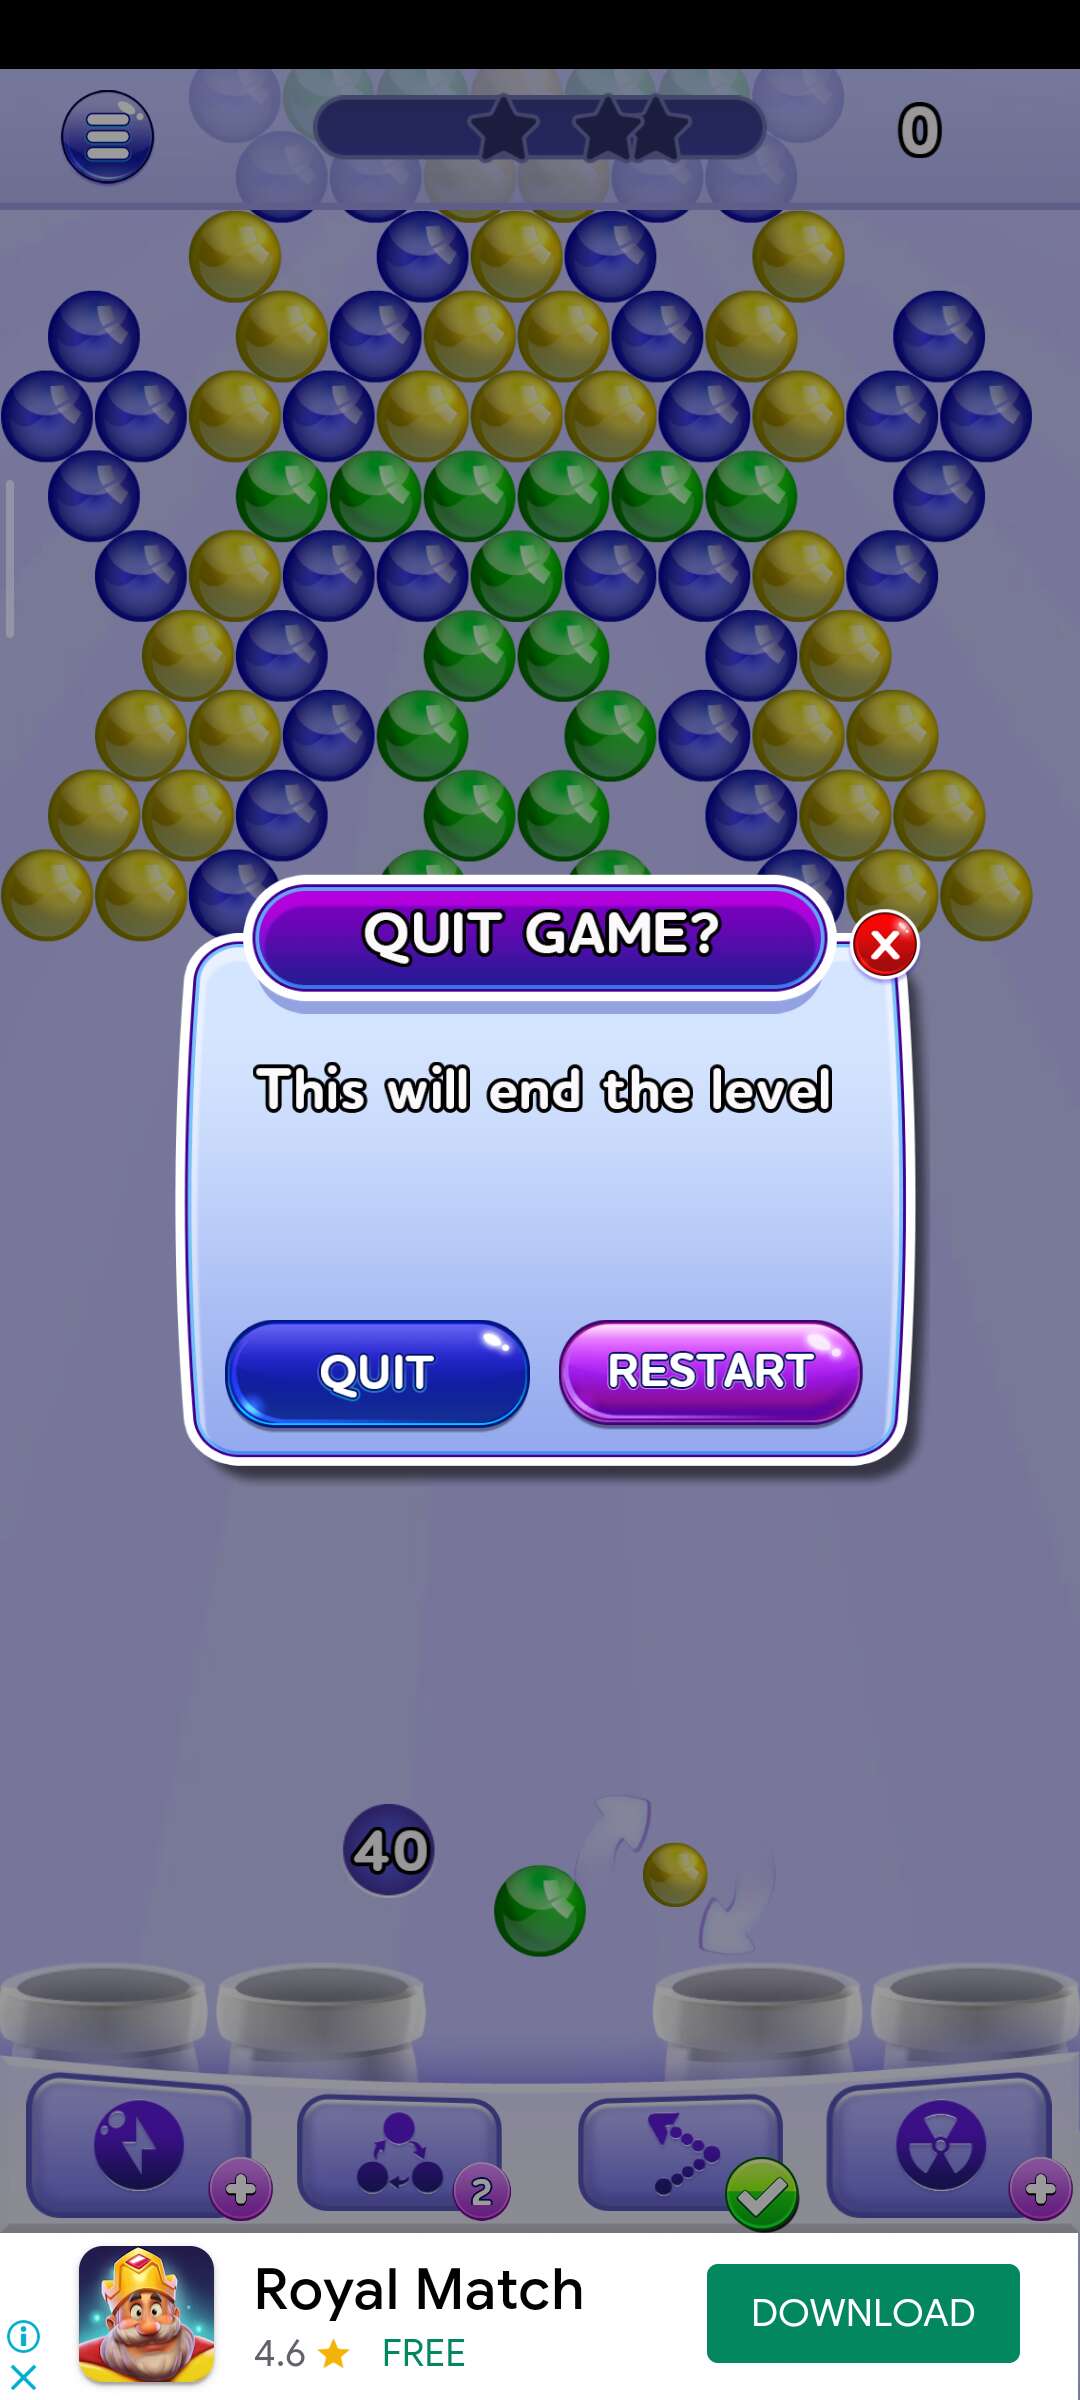 0
QUIT GAME?
This will end the level
QUIT
RESTART
40
2
Royal Match
4.6
FREE
DOWNLOAD